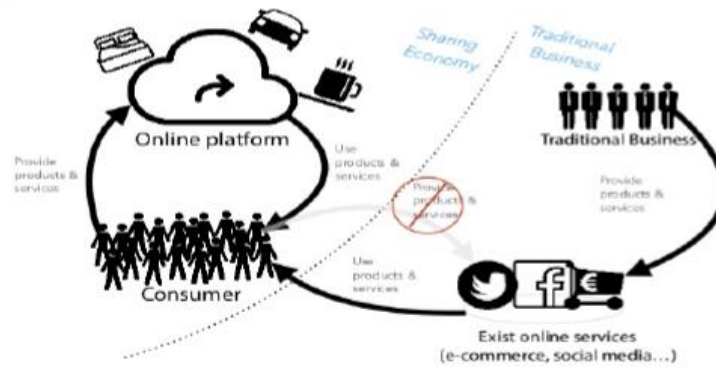 Sharing
Economy
Traditional
Business
Online platform
Traditional Business
Provide
products &
services
Use
products &
services
Provide
products &
services
Provide
products &
services
Consumer
Use
products &
services
Exist online services
(e-commerce, social media...)